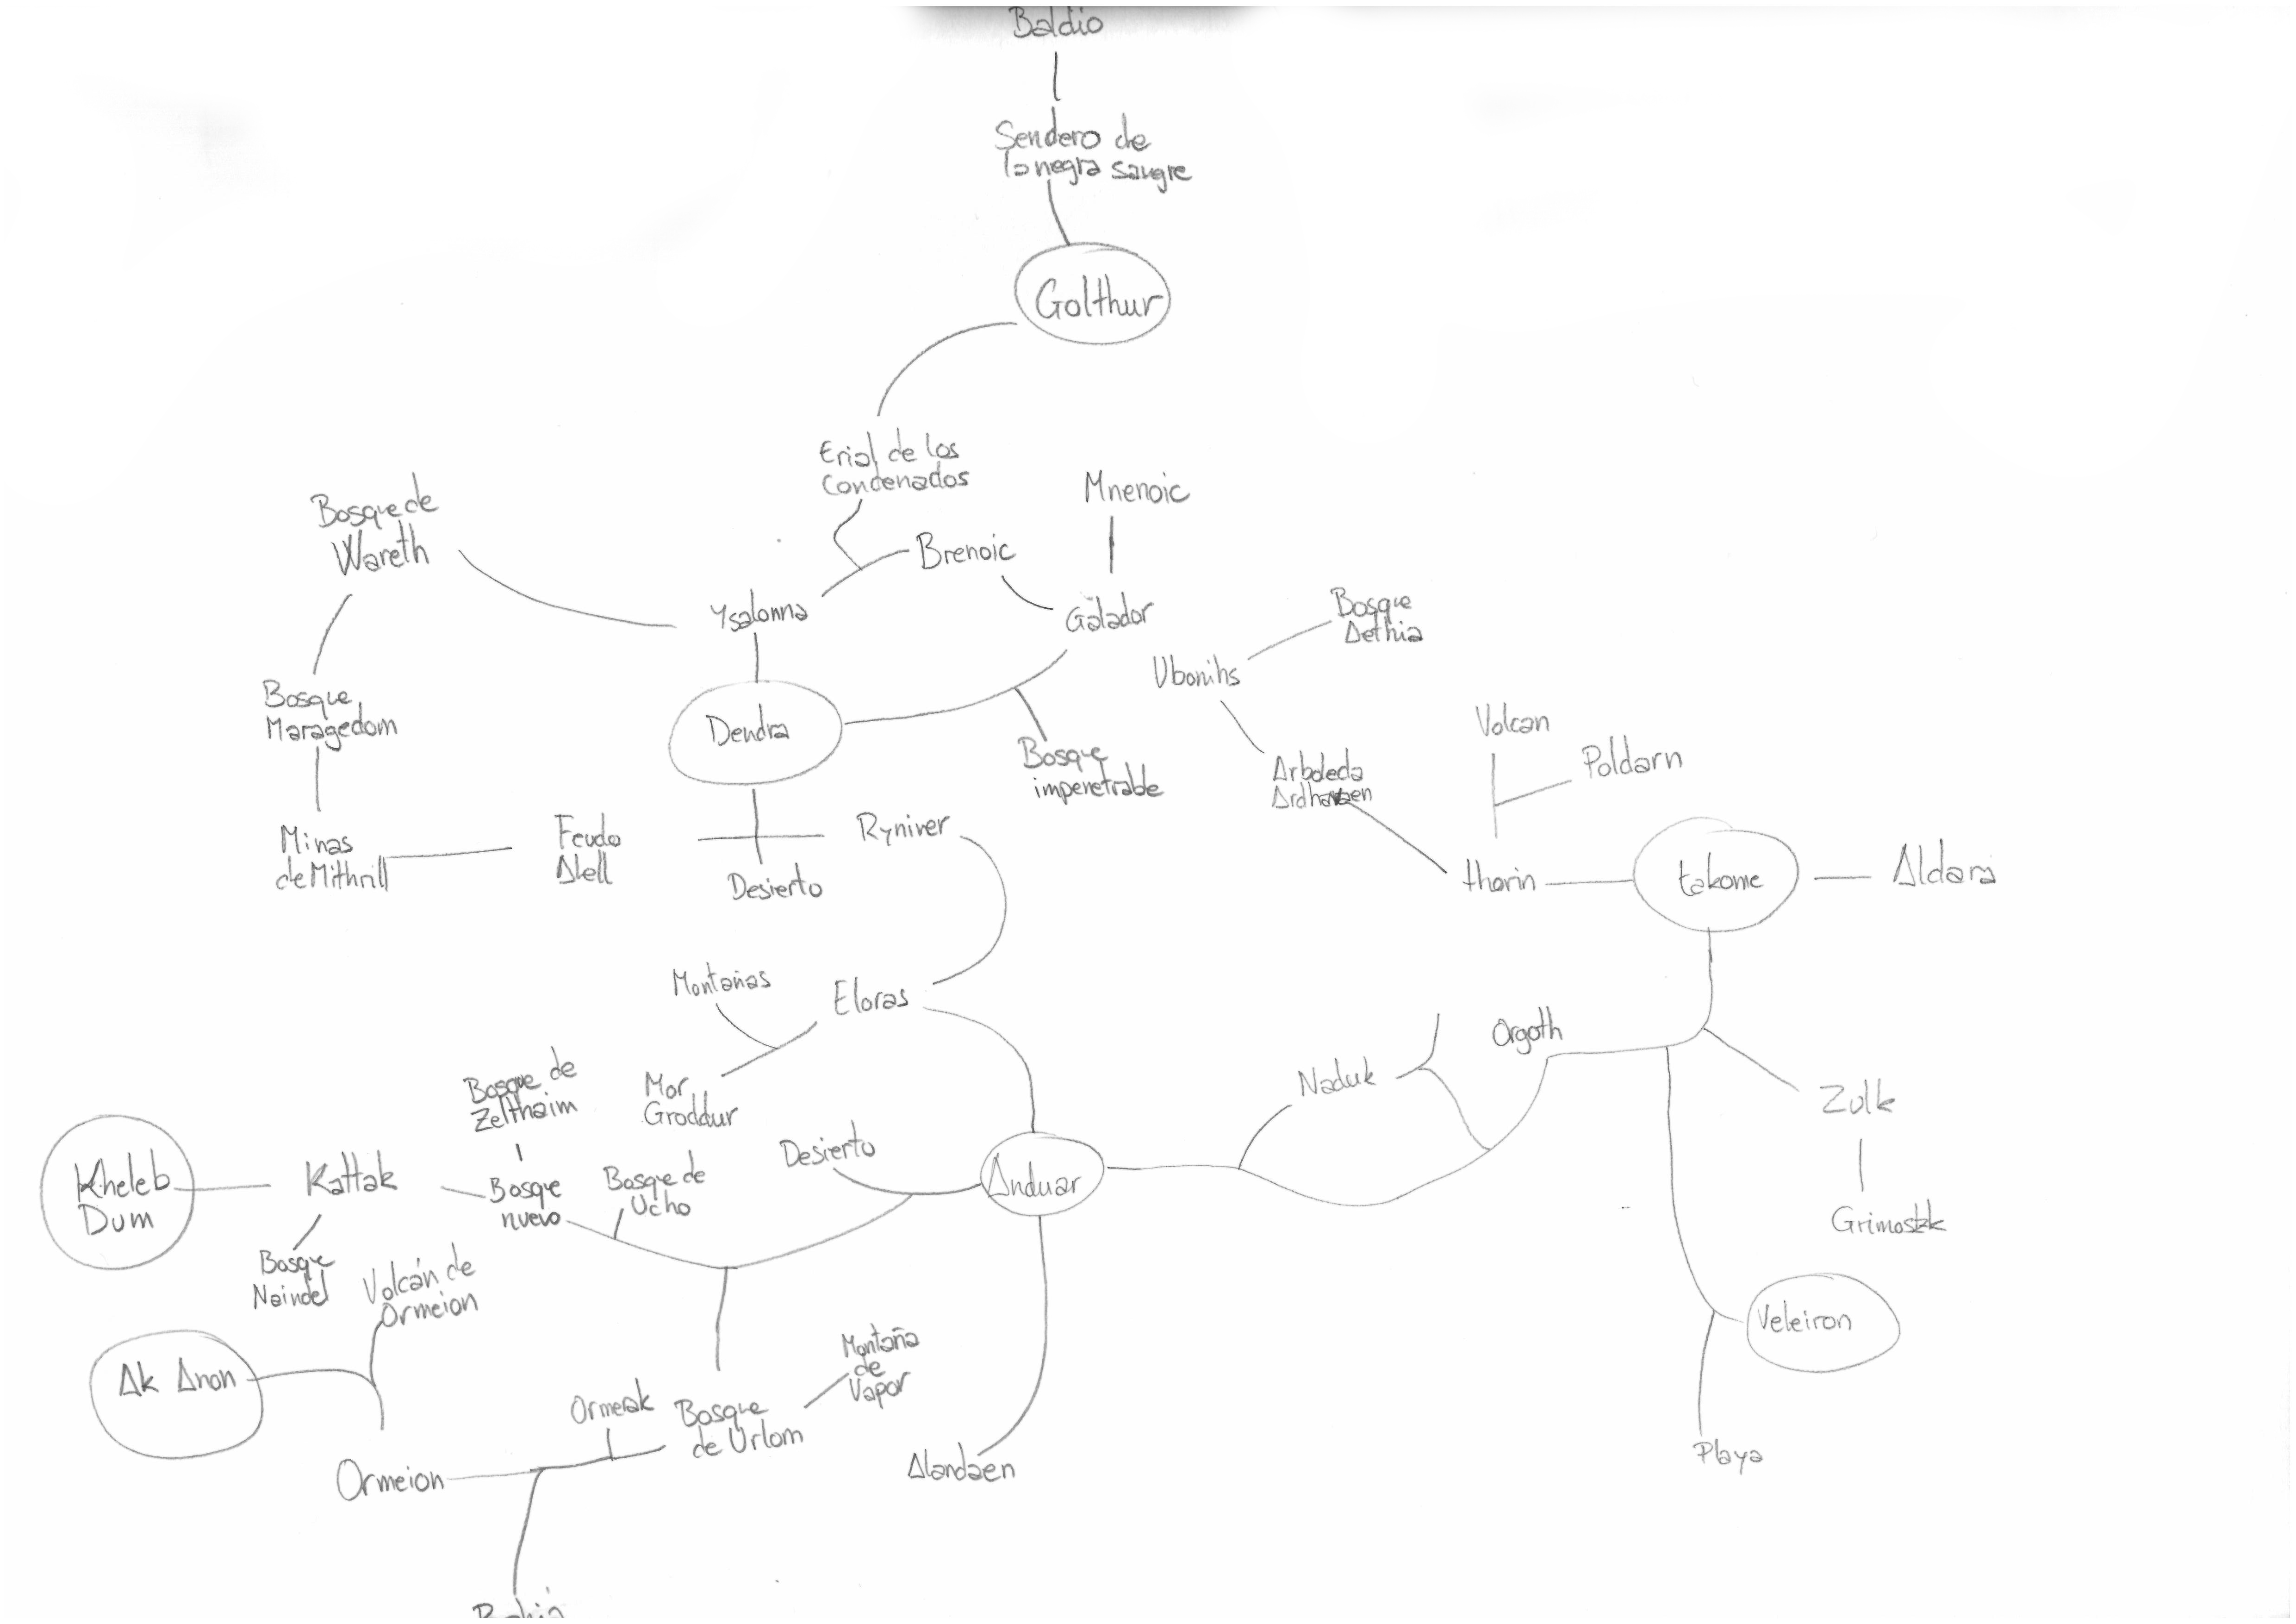 Baldio
Sendero de
la negra sangre
Golthur
Erial de los
Condenados
Mnenoic
Bosque de
Wareth
Brenoic
Ysalonna
Galador
Bosque
Aethia
Ubonihs
Bosque
Maragedom
Dendra
Volcan
Poldarn
Bosque
impenetrable
Arboleda
Minas
de Mithrill
Feudo
Alell
Ryniver
Desierto
thorin
takome
Aldara
Montañas
Eloras
Orgoth
Bosque de
Zelthaim
Mor
Groddur
Naduk
Zulk
Desierto
Kheleb
Dum
Kattak
Bosque
nuevo
Bosque de
Ucho
Anduar
Grimoszk
Bosque
Naindel
Volcán de
Ormeion
Veleiron
Ak Anon
Montaña
de
Vapor
Ormerak
Bosque
de Urlom
Ormeion
Alandaen
Playa